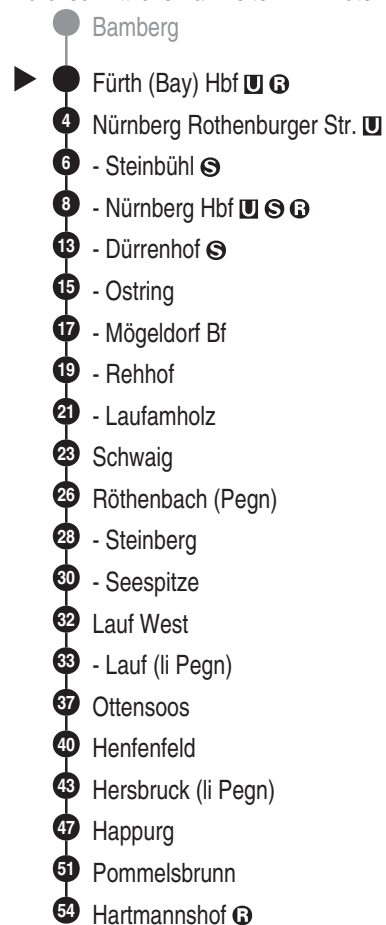 Bamberg
Fürth (Bay) Hbf U R
4 Nürnberg Rothenburger Str. U
6 - Steinbühl S
8 - Nürnberg Hbf U S R
13 - Dürrenhof S
15 - Ostring
17 - Mögeldorf Bf
19 - Rehhof
21 - Laufamholz
23 Schwaig
26 Röthenbach (Pegn)
28 - Steinberg
30 - Seespitze
32 Lauf West
33 - Lauf (li Pegn)
37 Ottensoos
40 Henfenfeld
43 Hersbruck (li Pegn)
47 Happurg
51 Pommelsbrunn
54 Hartmannshof R